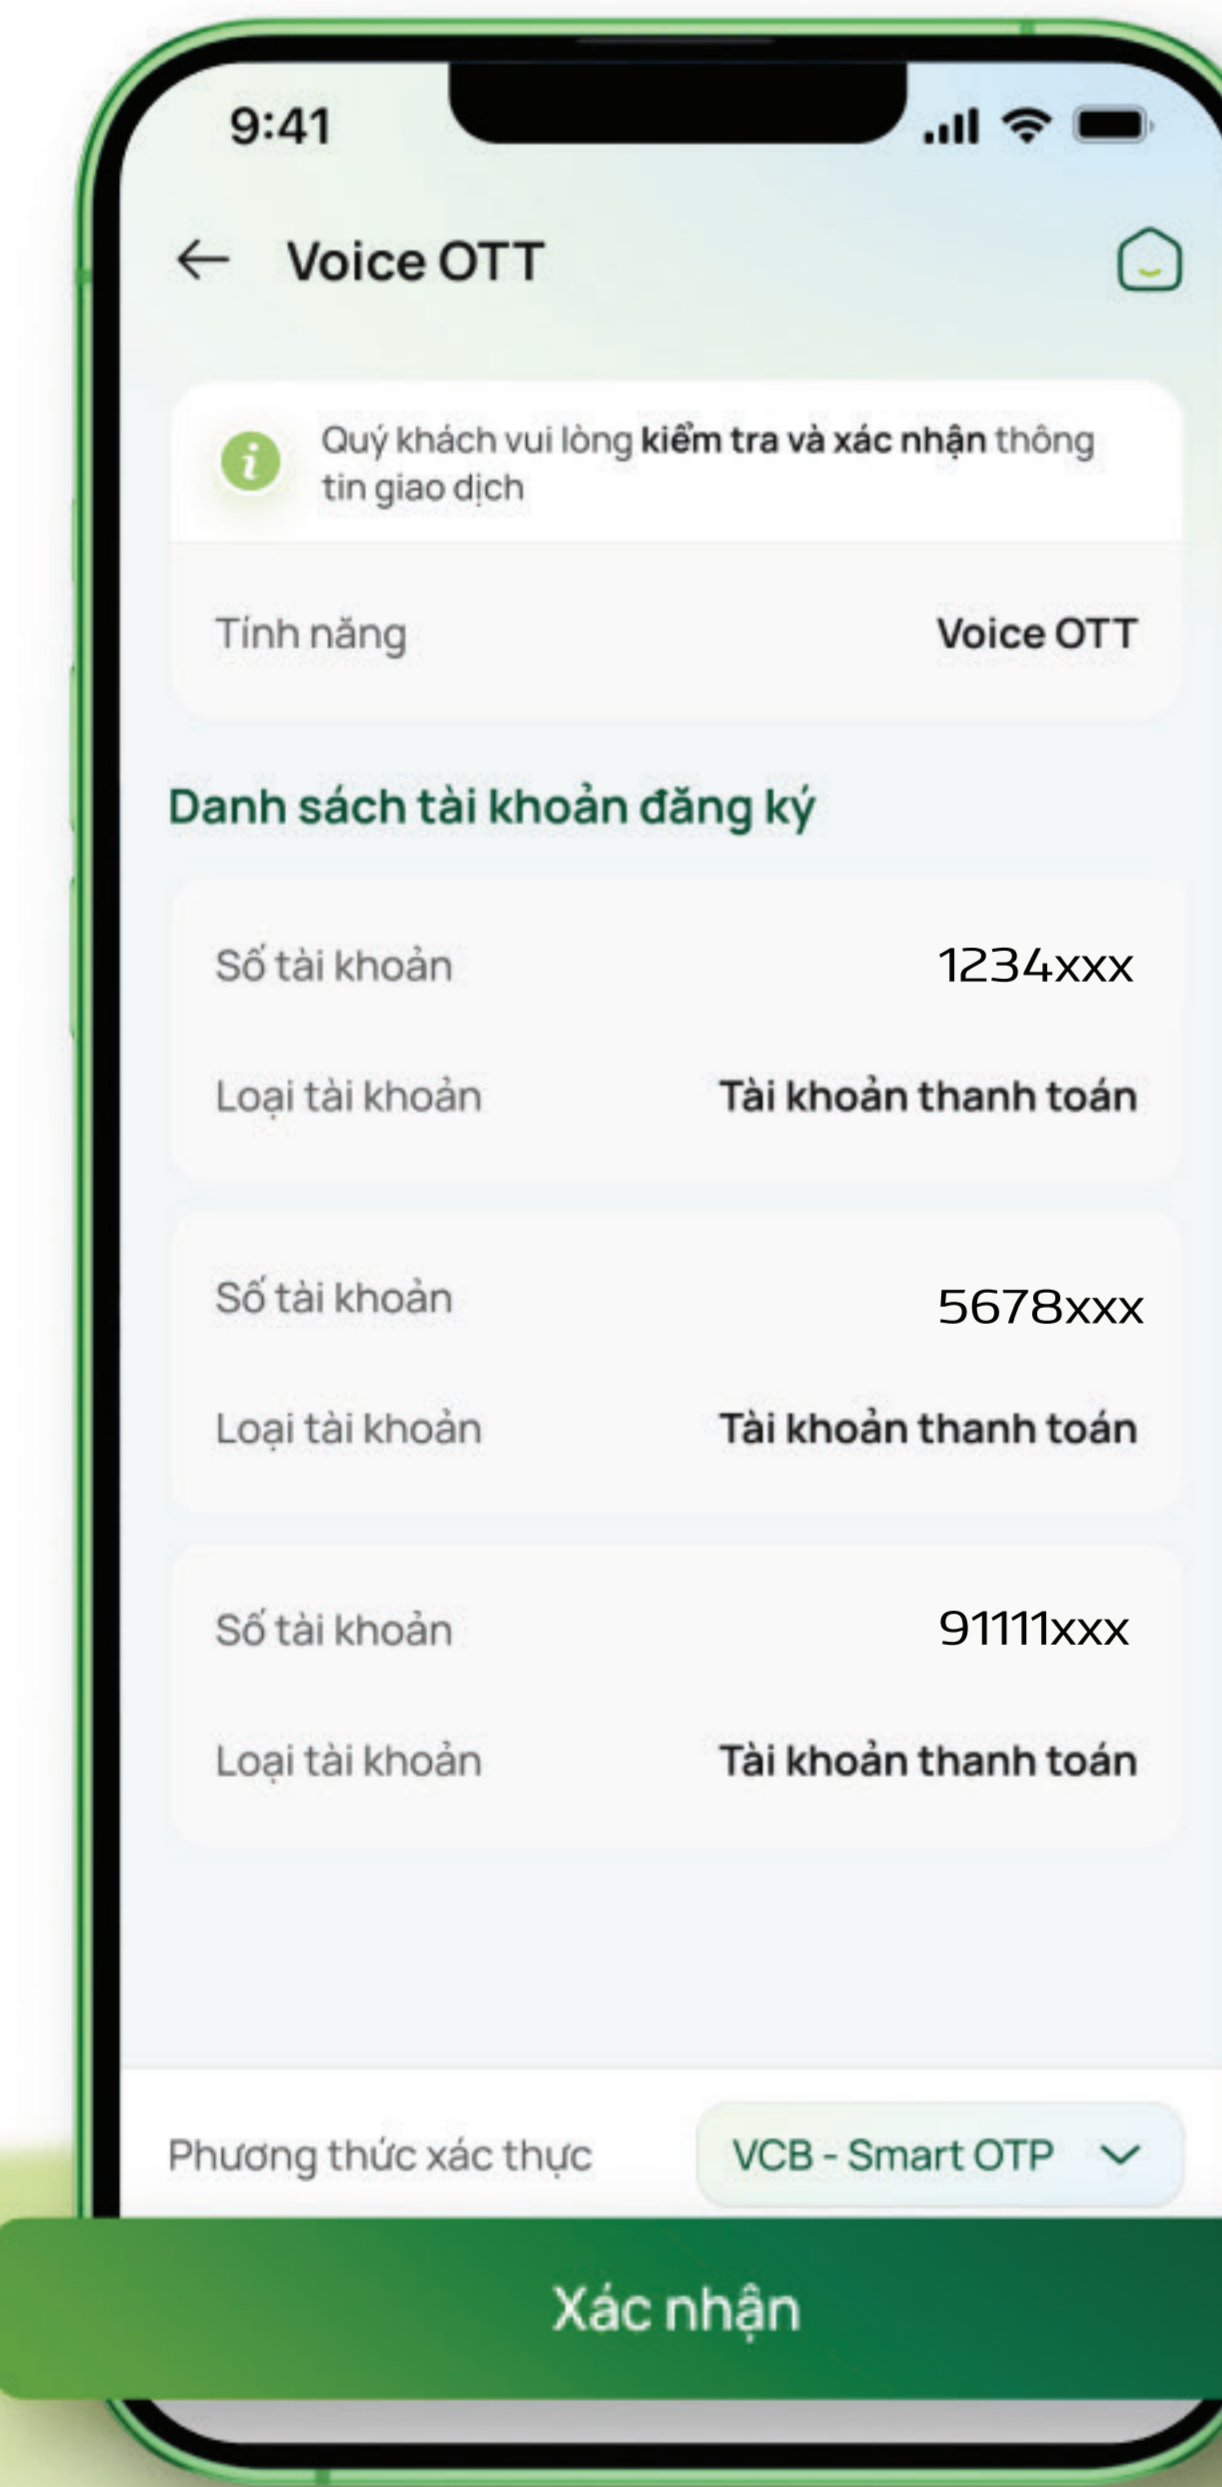 9:41
Voice OTT
Quý khách vui lòng kiểm tra và xác nhận thông
tin giao dịch
Tính năng Voice OTT
Danh sách tài khoản đăng ký
Số tài khoản 1234xxx
Loại tài khoản Tài khoản thanh toán
Số tài khoản 5678xxx
Loại tài khoản Tài khoản thanh toán
Số tài khoản 91111xxx
Loại tài khoản Tài khoản thanh toán
Phương thức xác thực VCB - Smart OTP
Xác nhận